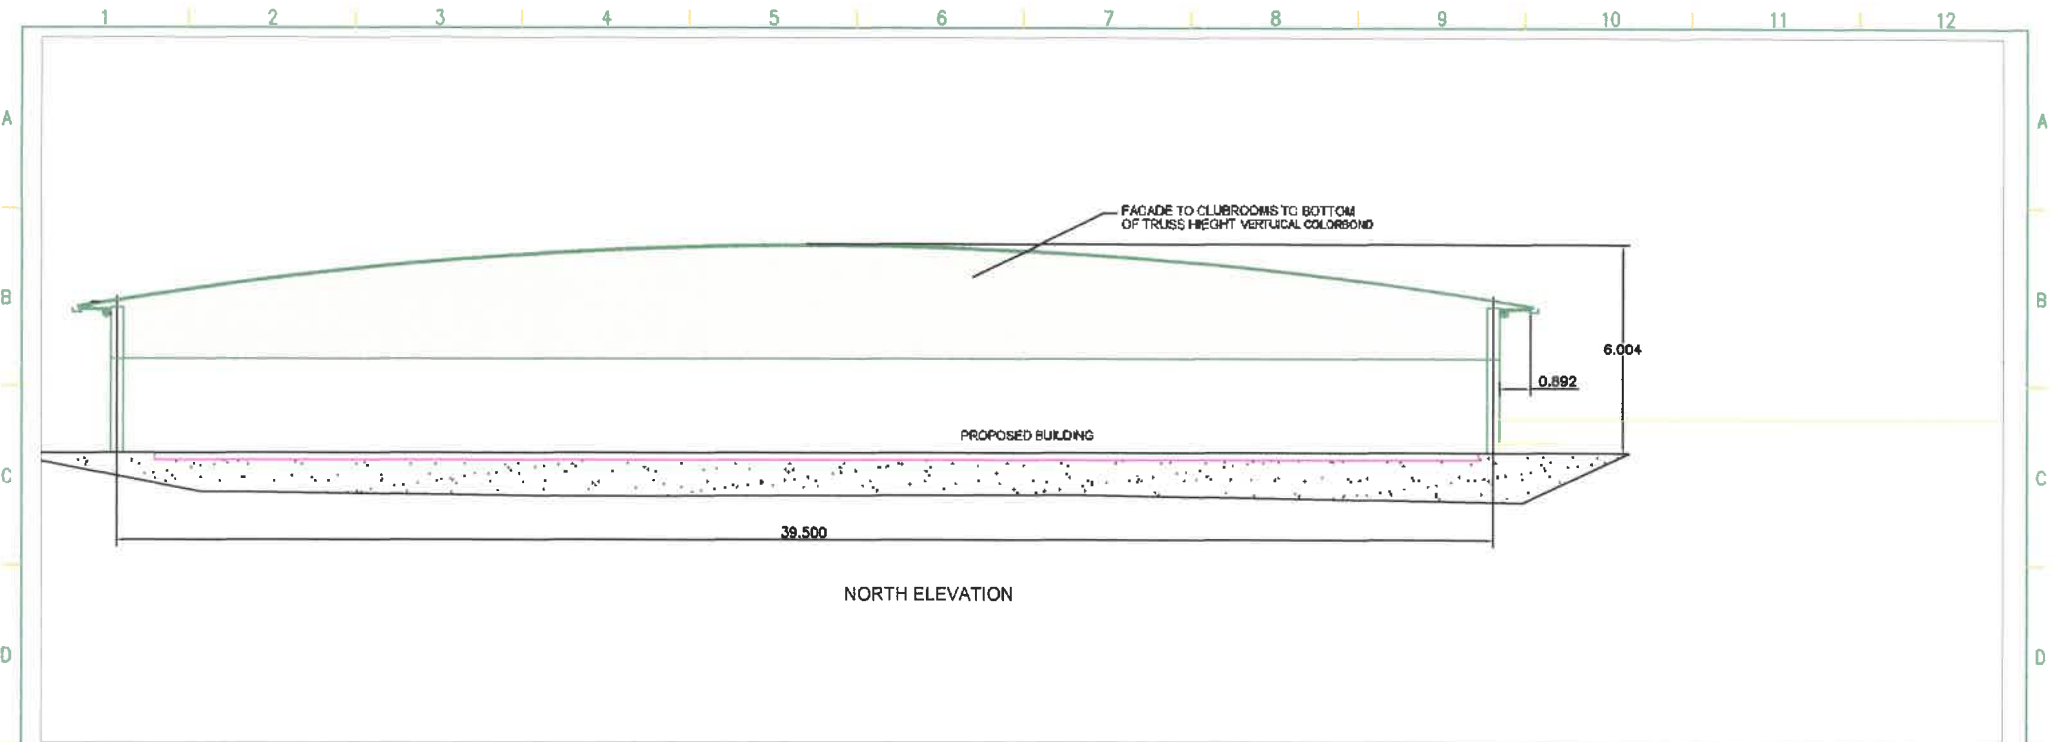 1 2 3 4 5 6 7 8 9 10 11 12
A A
FACADE TO CLUBROOMS TO BOTTOM
OF TRUSS HIEGHT VERTUICAL COLORBOND
B B
6.004
0.892
PROPOSED BUILDING
C C
39.500
NORTH ELEVATION
D D